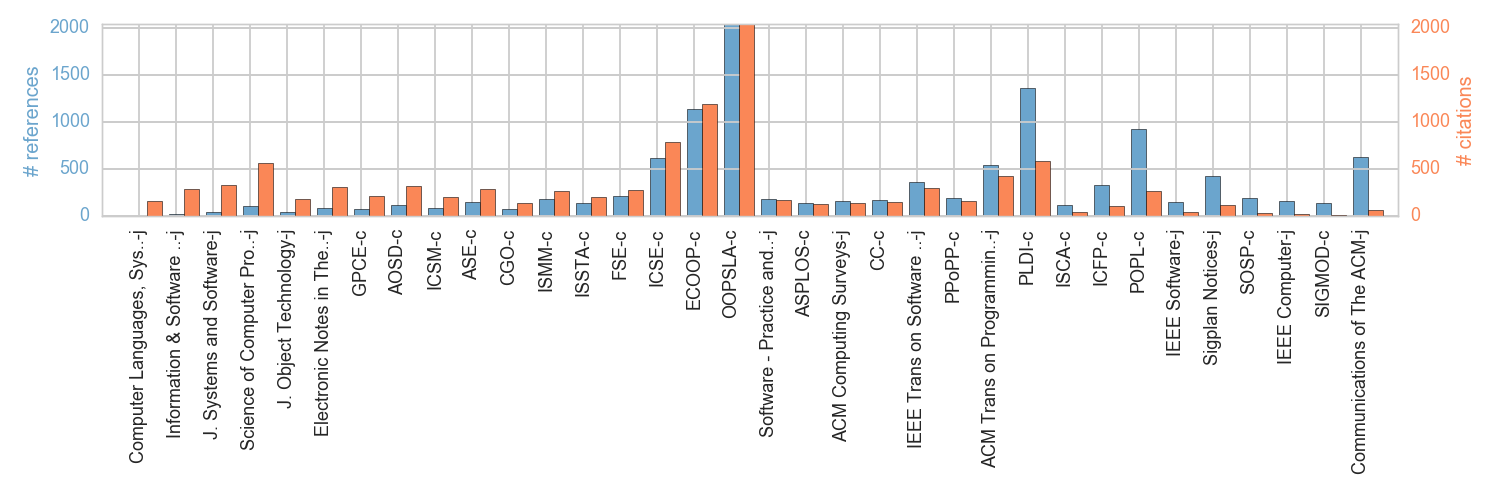 2000
1500
1000
500
0
# references
2000
1500
1000
500
0
# citations
Computer Languages, Sys..-j
Information & Software ..-j
J. Systems and Software-j
Science of Computer Pro..-j
J. Object Technology-j
Electronic Notes in The..-j
GPCE-c
AOSD-c
ICSM-c
ASE-c
CGO-c
ISMM-c
ISSTA-c
FSE-c
ICSE-c
ECOOP-c
OOPSLA-c
Software - Practice and..-j
ASPLOS-c
ACM Computing Surveys-j
CC-c
IEEE Trans on Software ..-j
PPoPP-c
ACM Trans on Programmin..-j
PLDI-c
ISCA-c
ICFP-c
POPL-c
IEEE Software-j
Sigplan Notices-j
SOSP-c
IEEE Computer-j
SIGMOD-c
Communications of The ACM-j